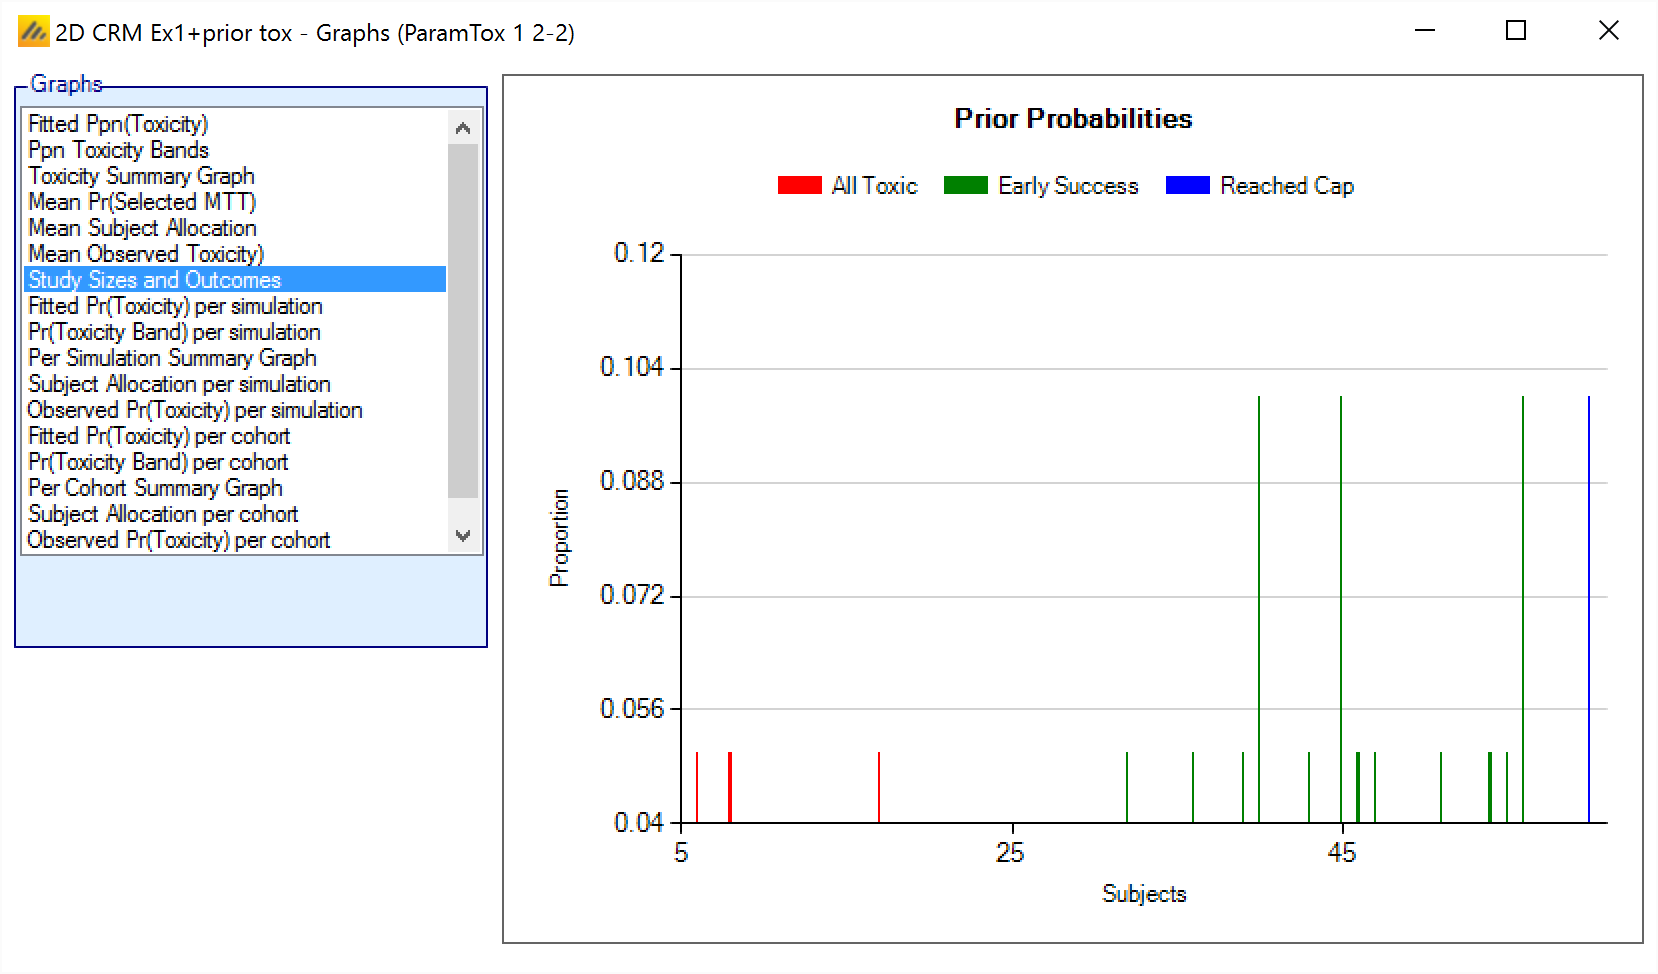 2D CRM Ex1+prior tox - Graphs (ParamTox 1 2-2)
Graphs
Fitted Ppn(Toxicity)
Ppn Toxicity Bands
Toxicity Summary Graph
Mean Pr(Selected MTT)
Mean Subject Allocation
Mean Observed Toxicity)
Study Sizes and Outcomes
Fitted Pr(Toxicity) per simulation
Pr(Toxicity Band) per simulation
Per Simulation Summary Graph
Subject Allocation per simulation
Observed Pr(Toxicity) per simulation
Fitted Pr(Toxicity) per cohort
Pr(Toxicity Band) per cohort
Per Cohort Summary Graph
Subject Allocation per cohort
Observed Pr(Toxicity) per cohort
Prior Probabilities
All Toxic Early Success Reached Cap
0.12
0.104
0.088
0.072
0.056
0.04
Proportion
5 25 45
Subjects